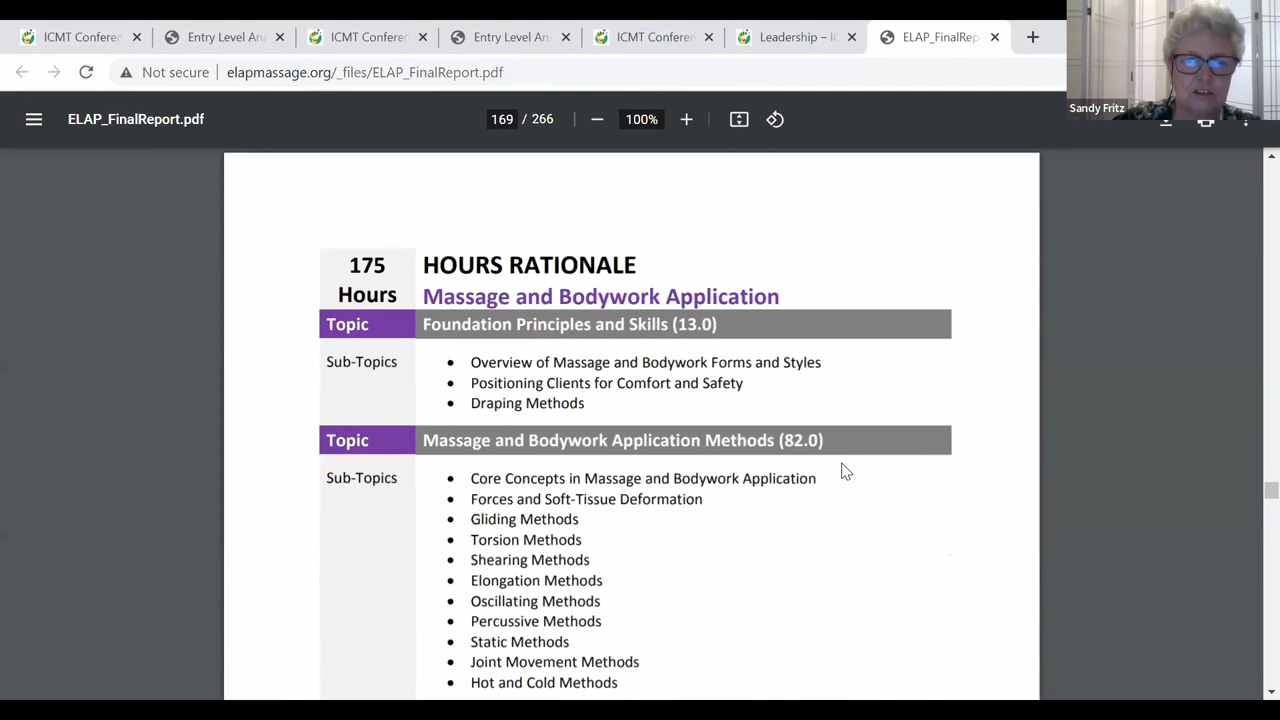 ICMT Conferen
Entry Level Ana
ICMT Conferen
Entry Level Ana
ICMT Conferen
Leadership – IC
ELAP_FinalRep
Not secure
elapmassage.org/_files/ELAP_FinalReport.pdf
Sandy Fritz
ELAP_FinalReport.pdf
169 / 266
100%
175 Hours
HOURS RATIONALE
Massage and Bodywork Application
Topic
Foundation Principles and Skills (13.0)
Sub-Topics
• Overview of Massage and Bodywork Forms and Styles
• Positioning Clients for Comfort and Safety
• Draping Methods
Topic
Massage and Bodywork Application Methods (82.0)
Sub-Topics
• Core Concepts in Massage and Bodywork Application
• Forces and Soft-Tissue Deformation
• Gliding Methods
• Torsion Methods
• Shearing Methods
• Elongation Methods
• Oscillating Methods
• Percussive Methods
• Static Methods
• Joint Movement Methods
• Hot and Cold Methods